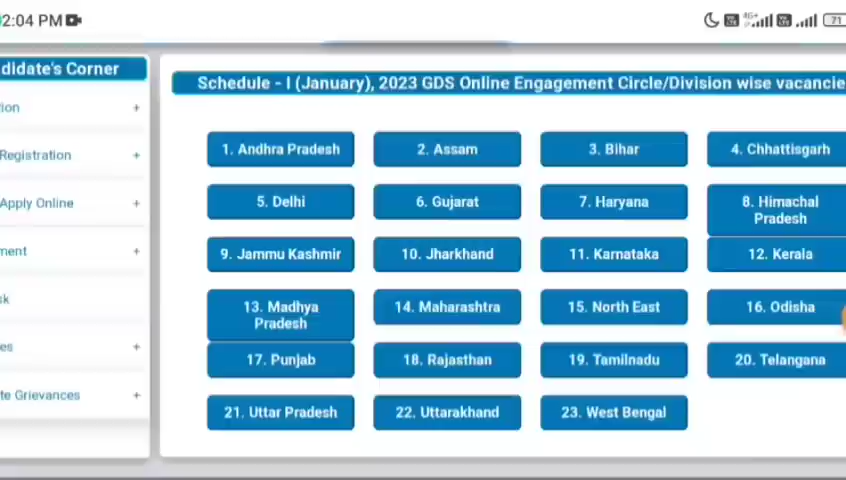 2:04 PM
4G+
71
didate's Corner
ion +
Registration +
Apply Online +
ment +
sk
es +
te Grievances +
Schedule - I (January), 2023 GDS Online Engagement Circle/Division wise vacancie
1. Andhra Pradesh
2. Assam
3. Bihar
4. Chhattisgarh
5. Delhi
6. Gujarat
7. Haryana
8. Himachal
Pradesh
9. Jammu Kashmir
10. Jharkhand
11. Karnataka
12. Kerala
13. Madhya
Pradesh
14. Maharashtra
15. North East
16. Odisha
17. Punjab
18. Rajasthan
19. Tamilnadu
20. Telangana
21. Uttar Pradesh
22. Uttarakhand
23. West Bengal